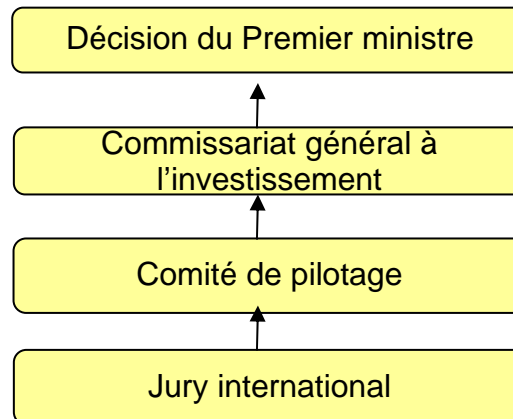 Décision du Premier ministre
Commissariat général à
l’investissement
Comité de pilotage
Jury international